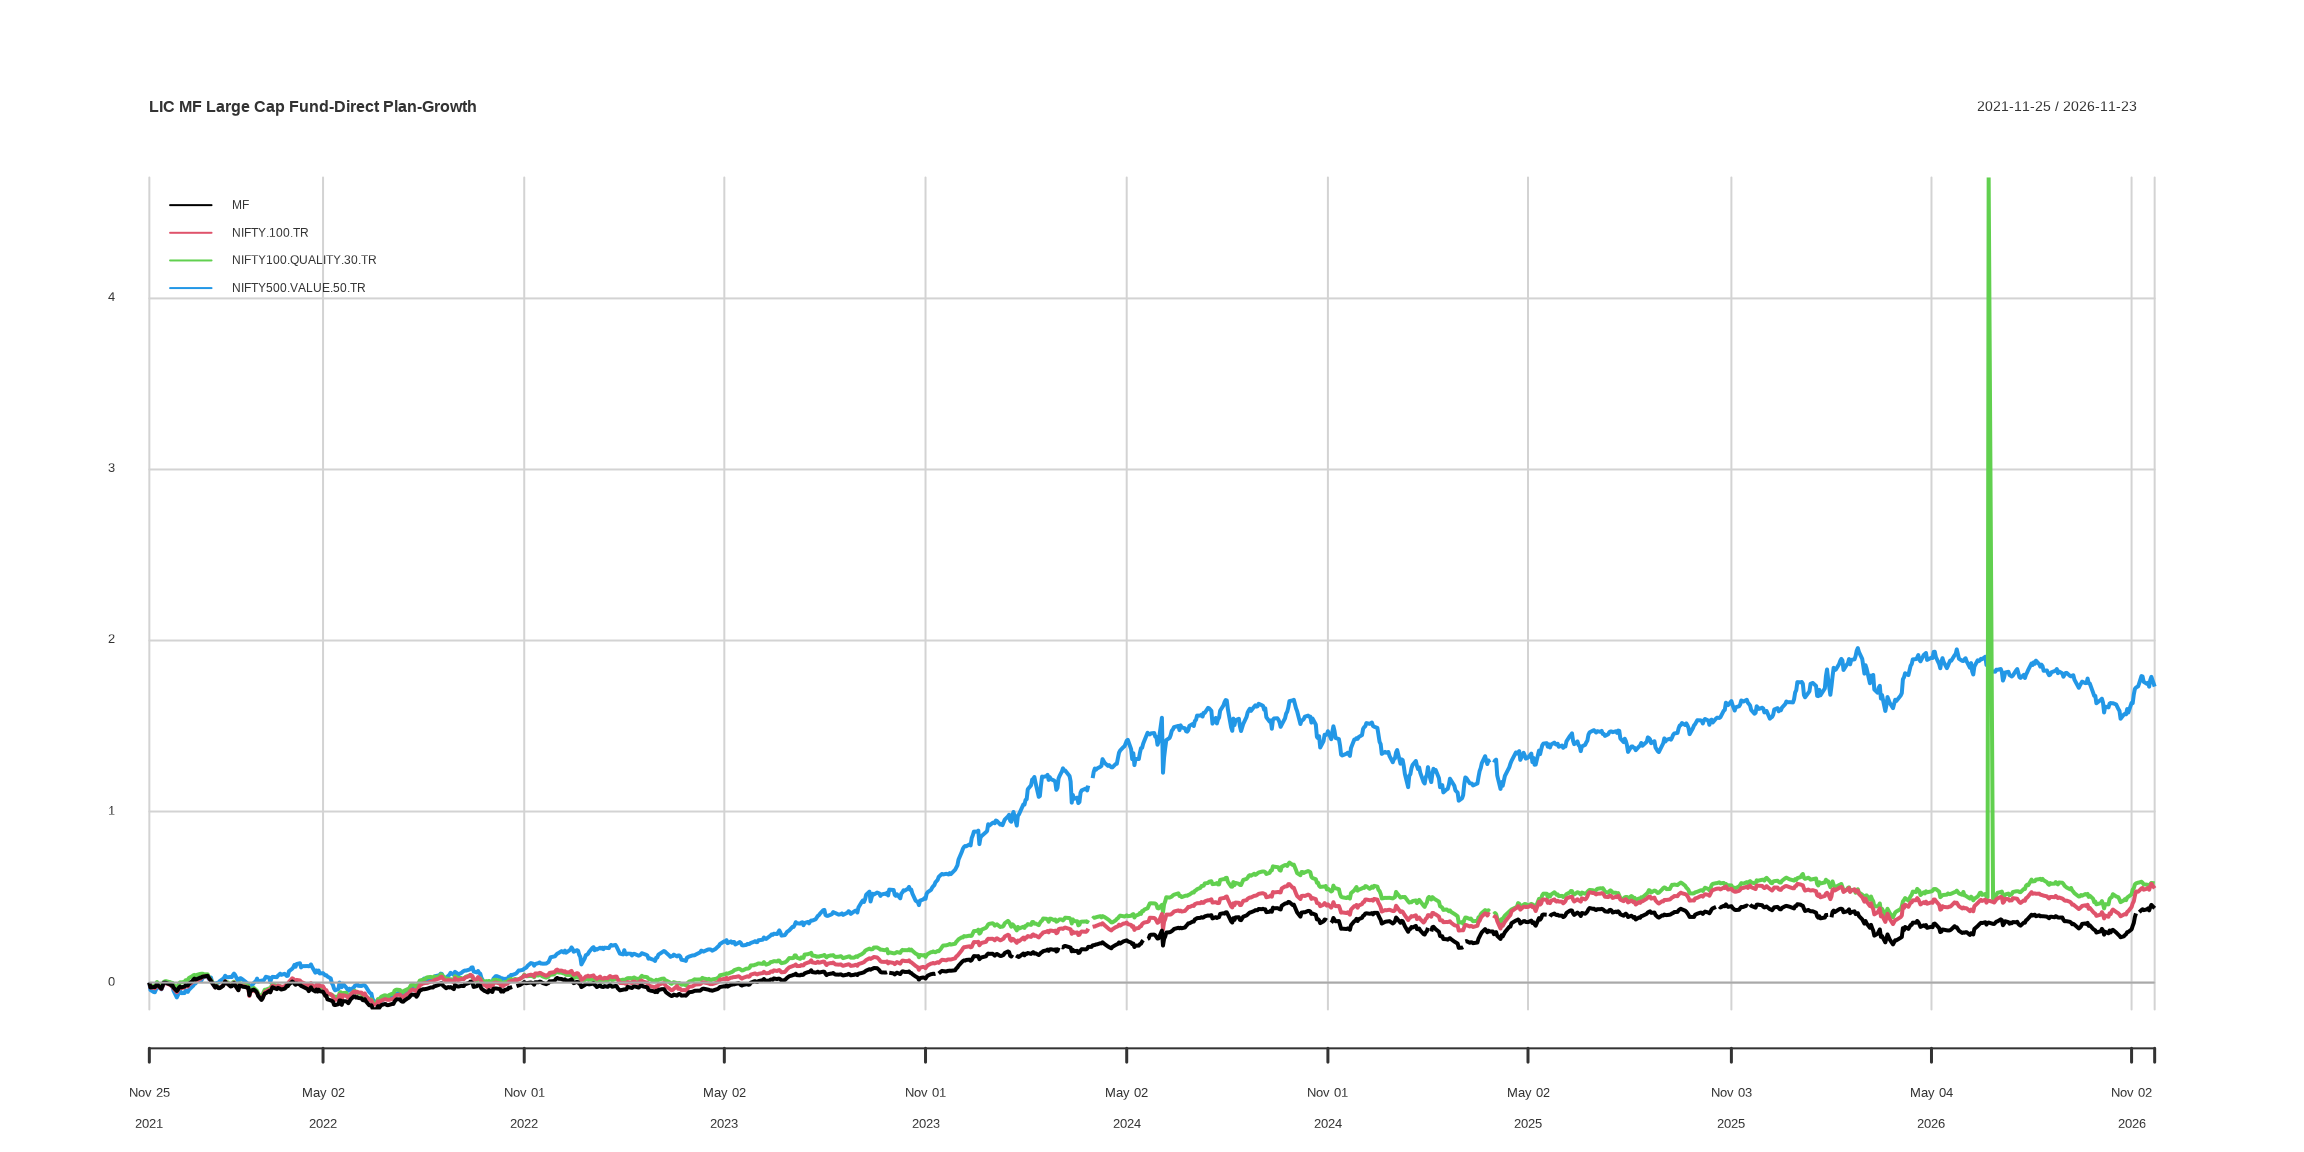 LIC MF Large Cap Fund-Direct Plan-Growth
2021-11-25 / 2026-11-23
MF
NIFTY.100.TR
NIFTY100.QUALITY.30.TR
NIFTY500.VALUE.50.TR
4
3
2
1
0
Nov 25 May 02 Nov 01 May 02 Nov 01 May 02 Nov 01 May 02 Nov 03 May 04 Nov 02
2021 2022 2022 2023 2023 2024 2024 2025 2025 2026 2026